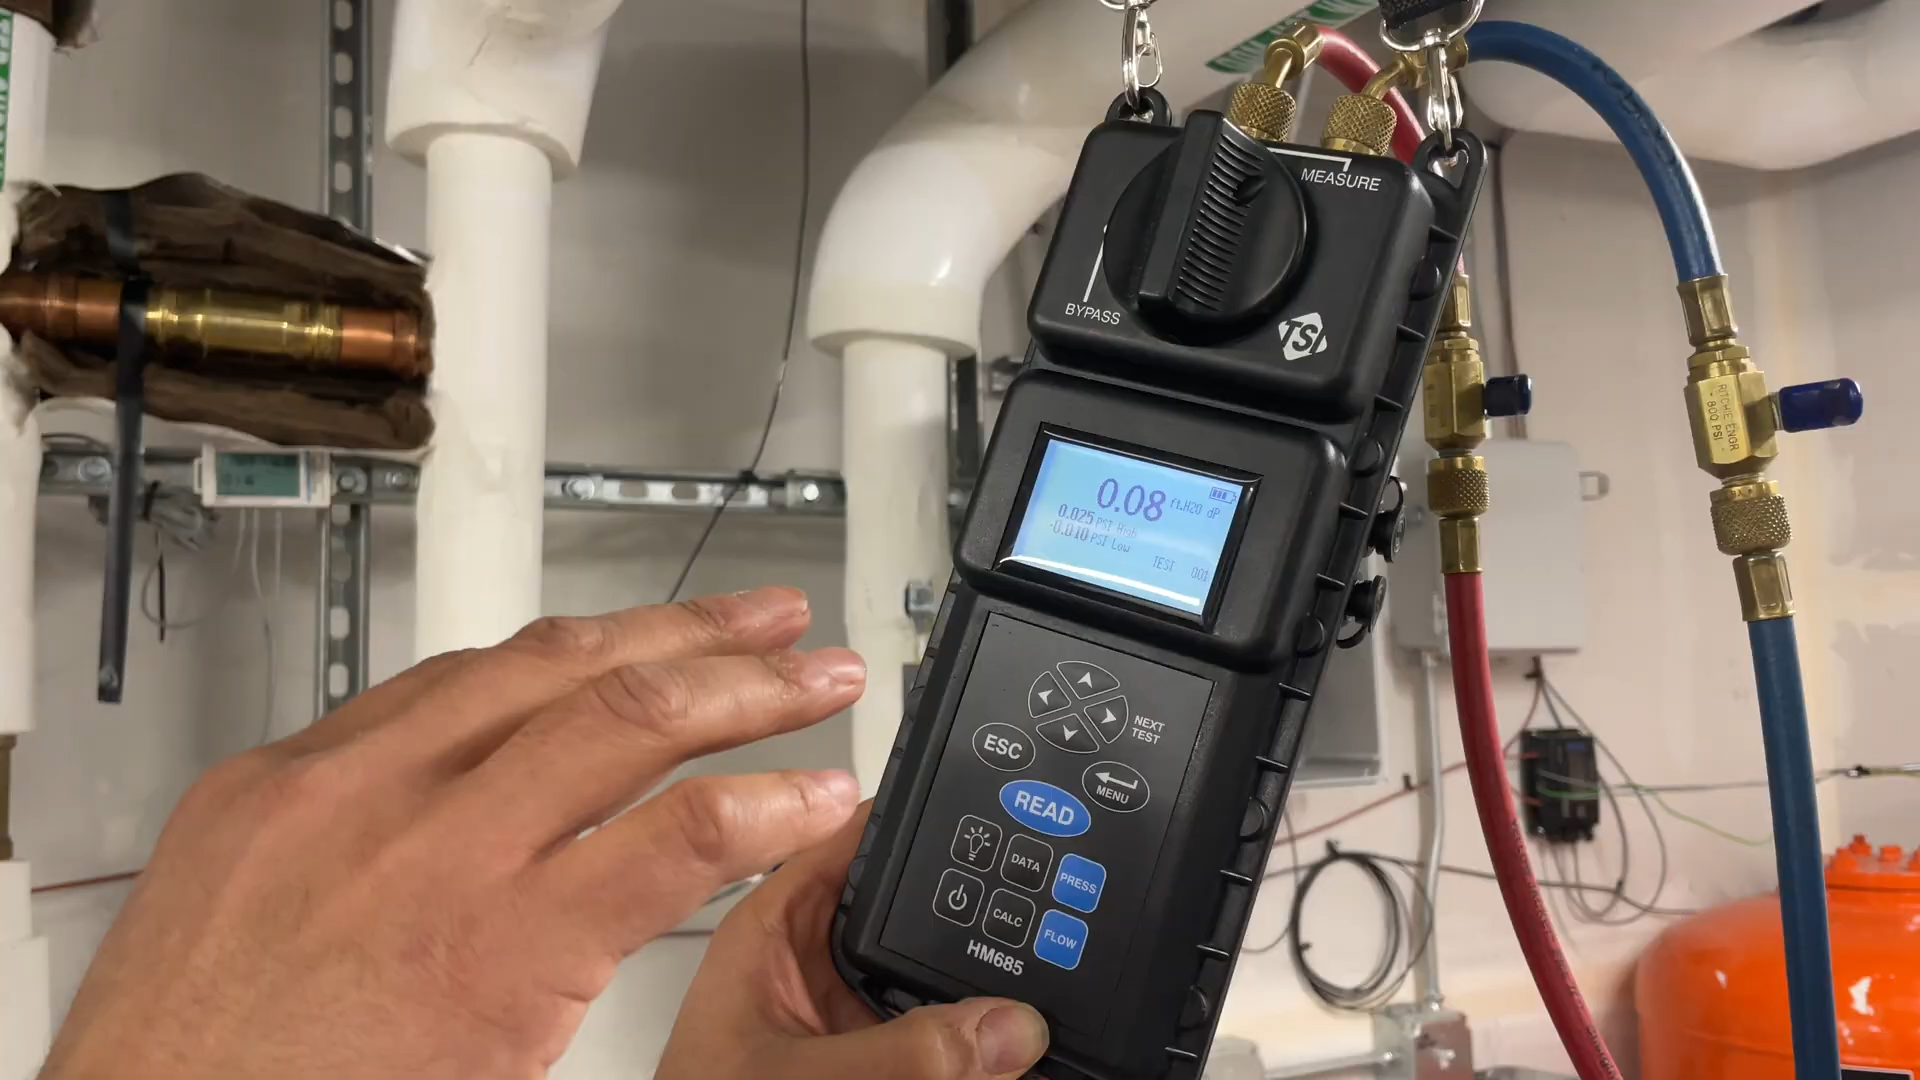 MEASURE
BYPASS
TSI
0.08 ft.H2O dP
0.025 PSI High
-0.010 PSI Low
TEST 001
NEXT
TEST
ESC
MENU
READ
DATA
PRESS
CALC
FLOW
HM685
RITCHIE ENGR
800 PSI